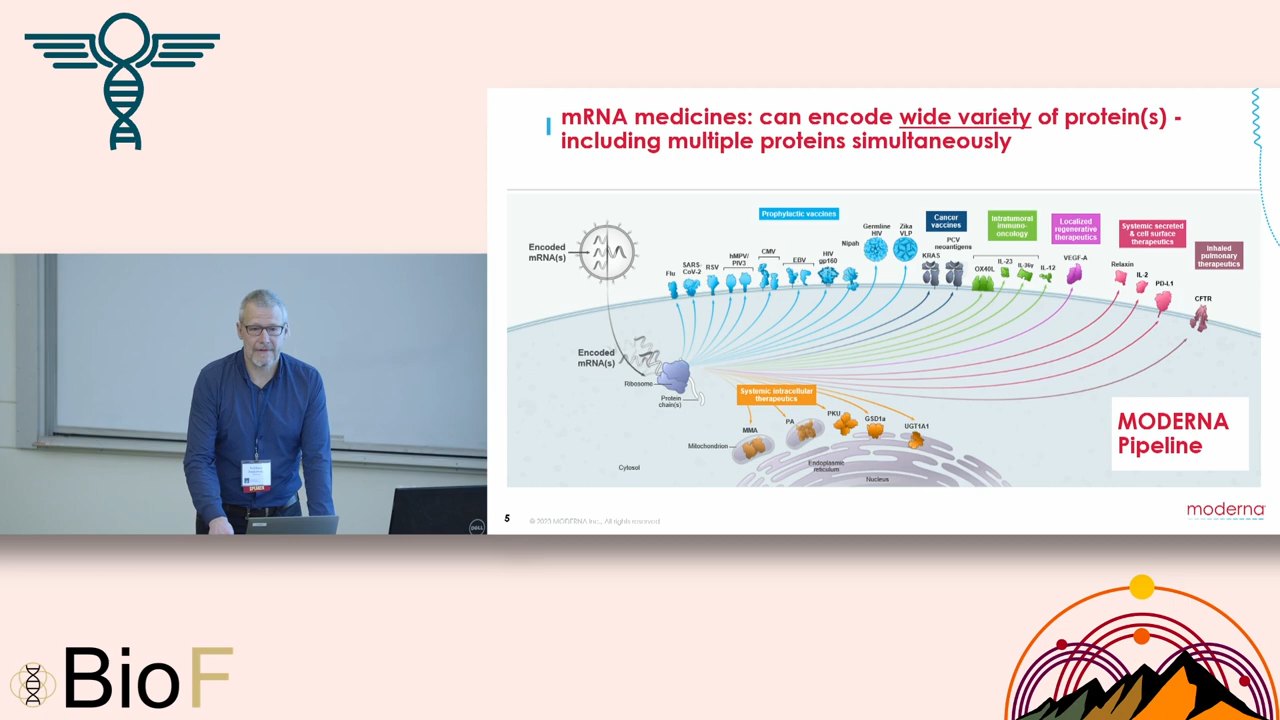 mRNA medicines: can encode wide variety of protein(s) -
including multiple proteins simultaneously
Prophylactic vaccines
Cancer
vaccines
Intratumoral
immuno-
oncology
Localized
regenerative
therapeutics
Systemic secreted
& cell surface
therapeutics
Inhaled
pulmonary
therapeutics
Encoded
mRNA(s)
Flu
SARS-
CoV-2
RSV
hMPV/
PIV3
CMV
EBV
HIV
gp160
Nipah
Germline
HIV
Zika
VLP
KRAS
PCV
neoantigens
OX40L
IL-23
IL-36γ
IL-12
VEGF-A
Relaxin
IL-2
PD-L1
CFTR
Encoded
mRNA(s)
Ribosome
Protein
chain(s)
Systemic intracellular
therapeutics
MMA
PA
PKU
GSD1a
UGT1A1
Mitochondrion
Endoplasmic
reticulum
Cytosol
Nucleus
MODERNA
Pipeline
5
© 2020 MODERNA Inc., All rights reserved
moderna
SPEAKER
DELL
BioF